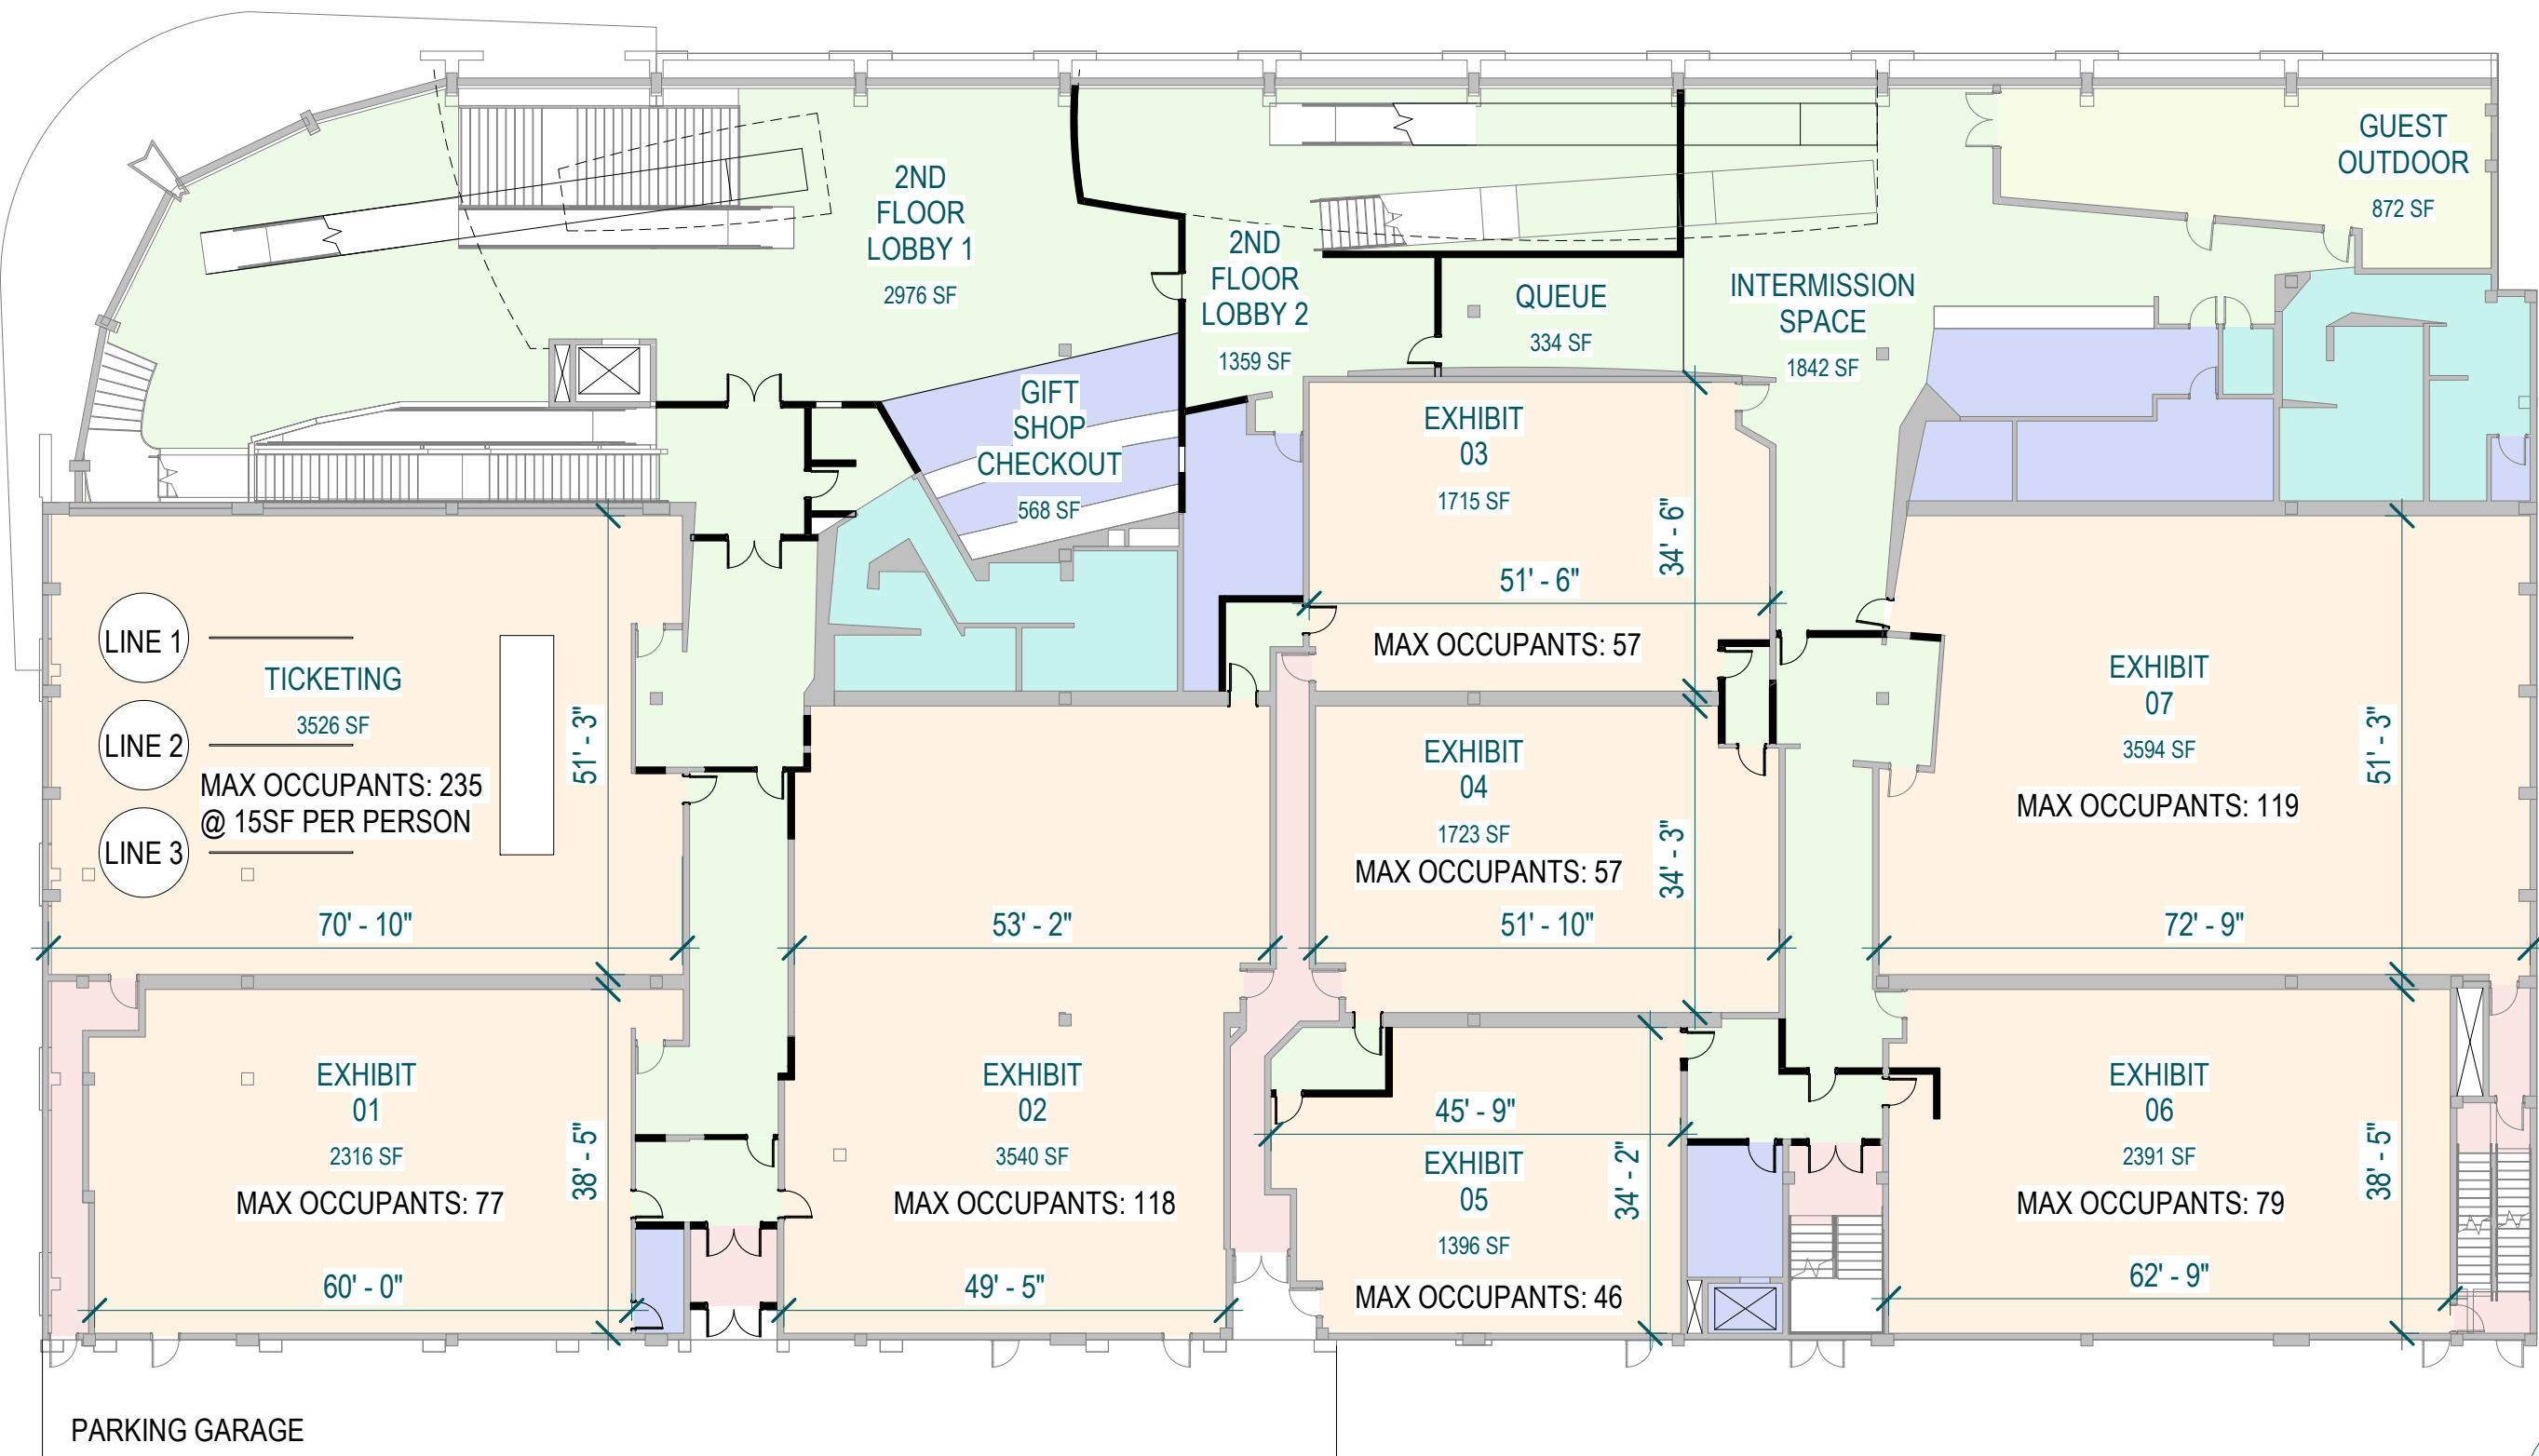 GUEST
OUTDOOR
872 SF
2ND
FLOOR
LOBBY 1
2976 SF
2ND
FLOOR
LOBBY 2
1359 SF
QUEUE
334 SF
INTERMISSION
SPACE
1842 SF
GIFT
SHOP
CHECKOUT
568 SF
EXHIBIT
03
1715 SF
34' - 6"
51' - 6"
MAX OCCUPANTS: 57
LINE 1
TICKETING
3526 SF
LINE 2
MAX OCCUPANTS: 235
@ 15SF PER PERSON
LINE 3
51' - 3"
70' - 10"
53' - 2"
EXHIBIT
04
1723 SF
MAX OCCUPANTS: 57
34' - 3"
51' - 10"
EXHIBIT
07
3594 SF
MAX OCCUPANTS: 119
51' - 3"
72' - 9"
EXHIBIT
01
2316 SF
MAX OCCUPANTS: 77
38' - 5"
60' - 0"
EXHIBIT
02
3540 SF
MAX OCCUPANTS: 118
49' - 5"
45' - 9"
EXHIBIT
05
1396 SF
MAX OCCUPANTS: 46
34' - 2"
EXHIBIT
06
2391 SF
MAX OCCUPANTS: 79
38' - 5"
62' - 9"
PARKING GARAGE